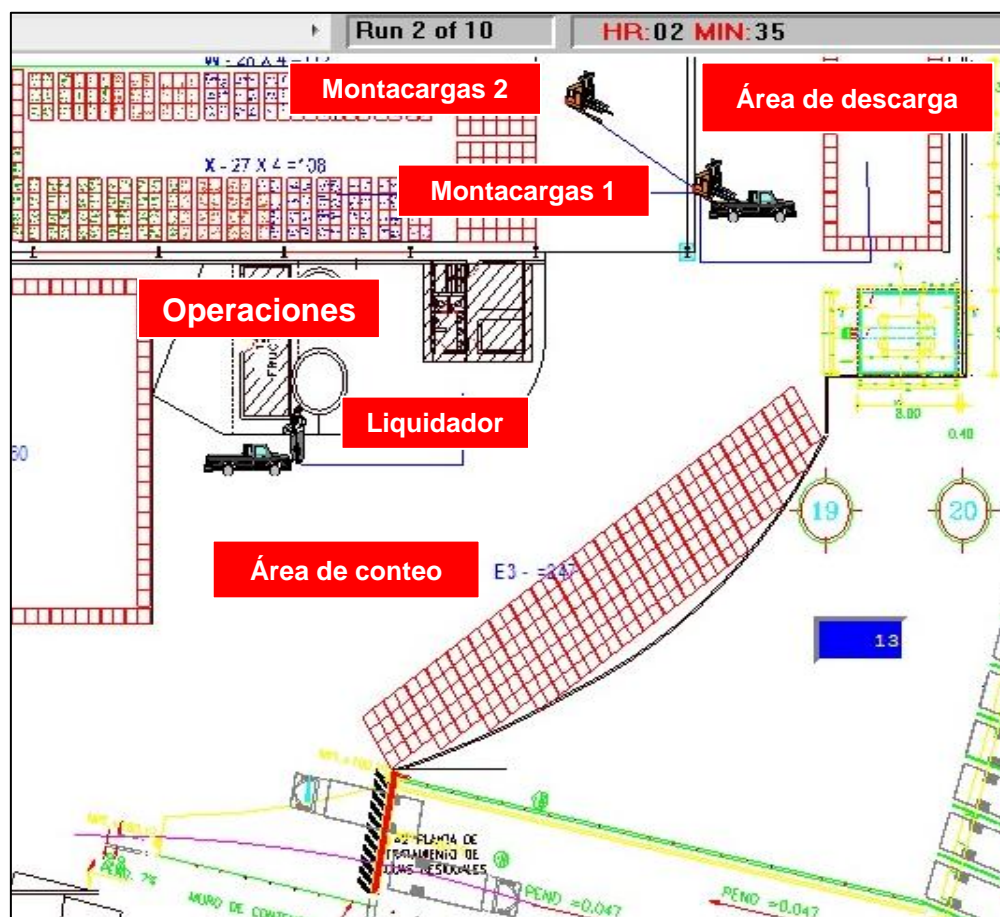 Run 2 of 10
HR:02 MIN:35
Montacargas 2
Área de descarga
X - 27 X 4 =108
Montacargas 1
Operaciones
Liquidador
8.00
0.40
19
20
Área de conteo
E3 - =347
13
PLANTA DE
TRATAMIENTO DE
PEND =0.047
PEND =0.047